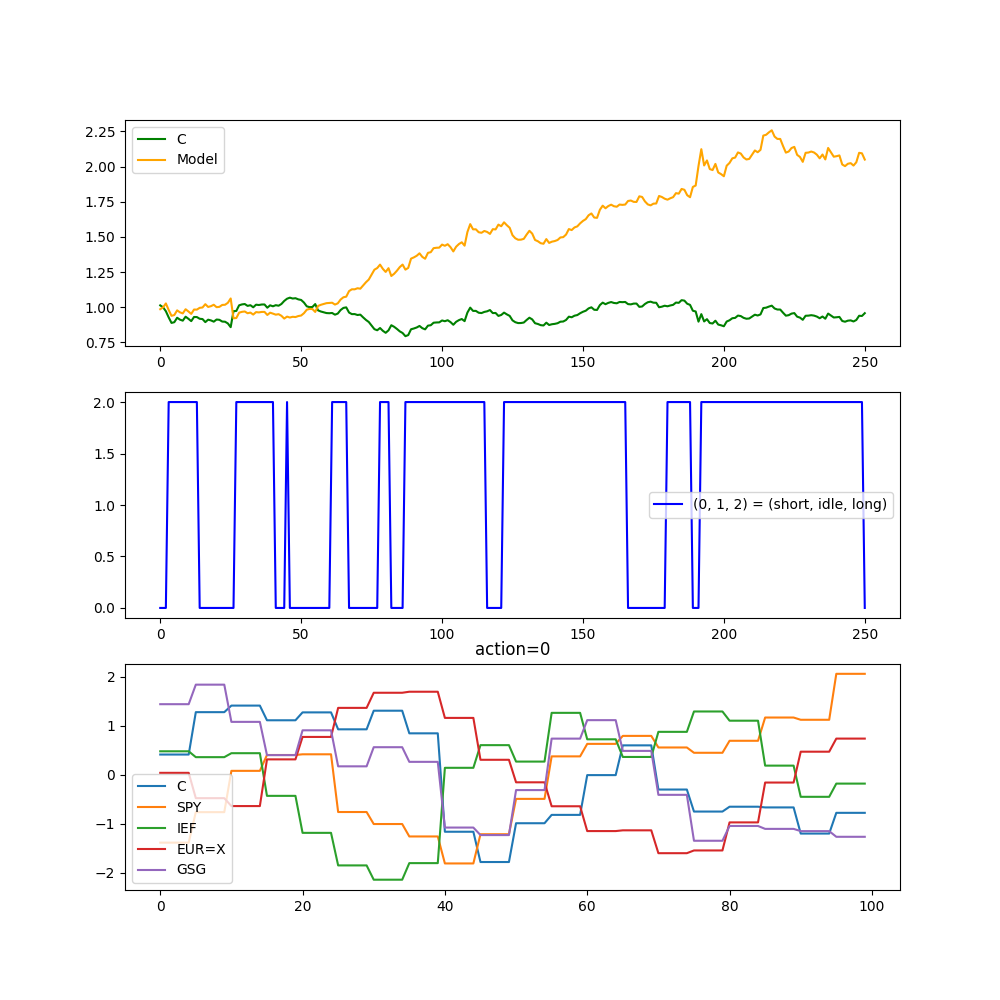 2.25
2.00
1.75
1.50
1.25
1.00
0.75
C
Model
0 50 100 150 200 250
2.0
1.5
1.0
0.5
0.0
(0, 1, 2) = (short, idle, long)
0 50 100 150 200 250
action=0
2
1
0
−1
−2
C
SPY
IEF
EUR=X
GSG
0 20 40 60 80 100